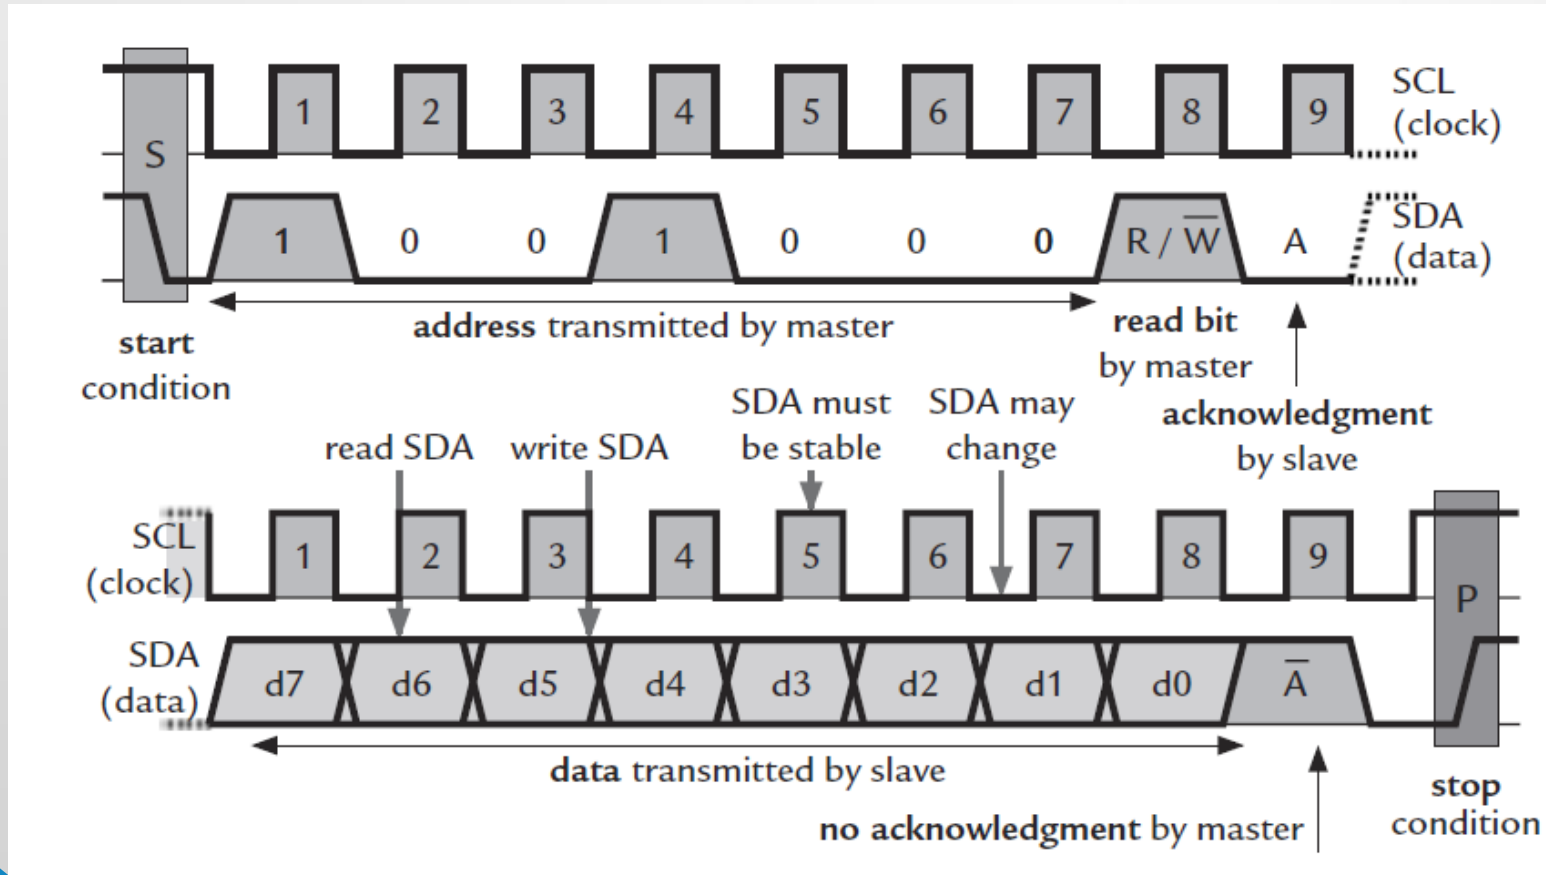 1 2 3 4 5 6 7 8 9
SCL
(clock)
S
1 0 0 1 0 0 0 R / W̅ A
SDA
(data)
address transmitted by master
start
condition
read bit
by master
acknowledgment
by slave
read SDA
write SDA
SDA must
be stable
SDA may
change
SCL
(clock)
1 2 3 4 5 6 7 8 9
P
SDA
(data)
d7 d6 d5 d4 d3 d2 d1 d0 A̅
data transmitted by slave
no acknowledgment by master
stop
condition